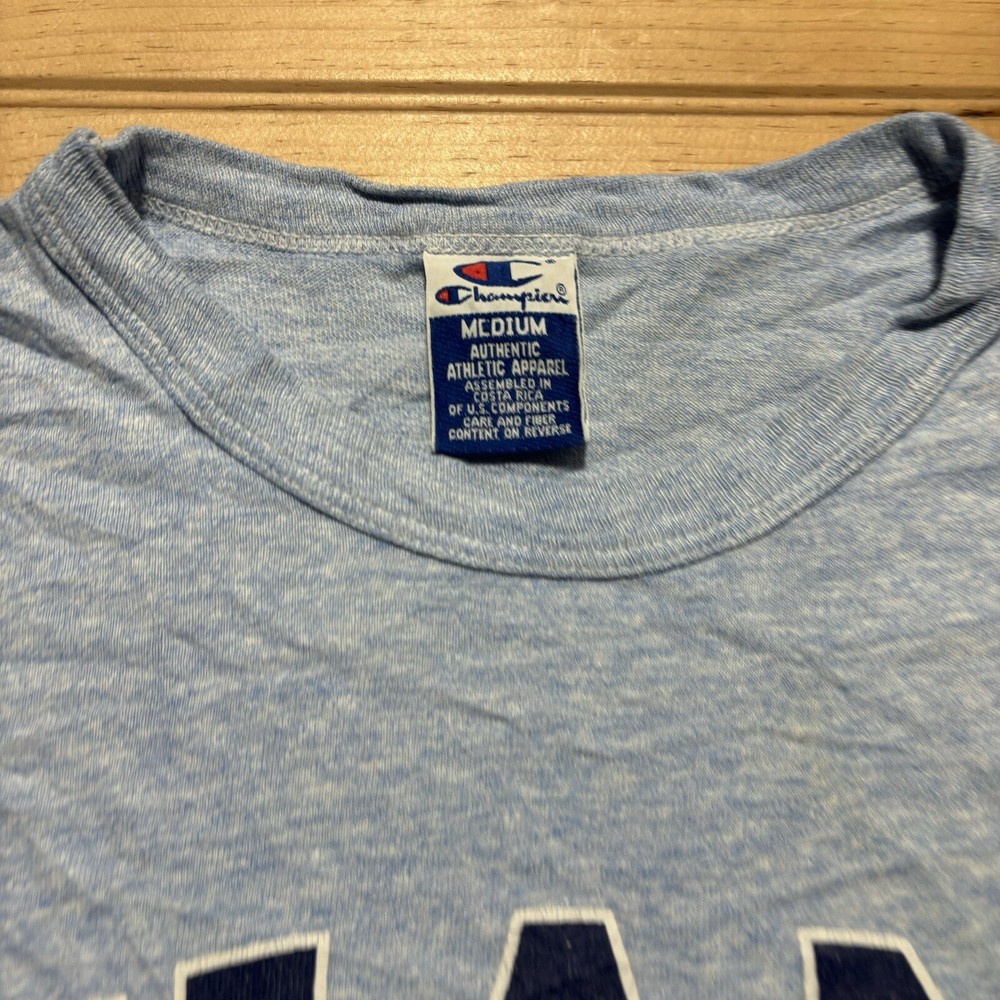 Champion®
MEDIUM
AUTHENTIC
ATHLETIC APPAREL
ASSEMBLED IN
COSTA RICA
OF U.S. COMPONENTS
CARE AND FIBER
CONTENT ON REVERSE